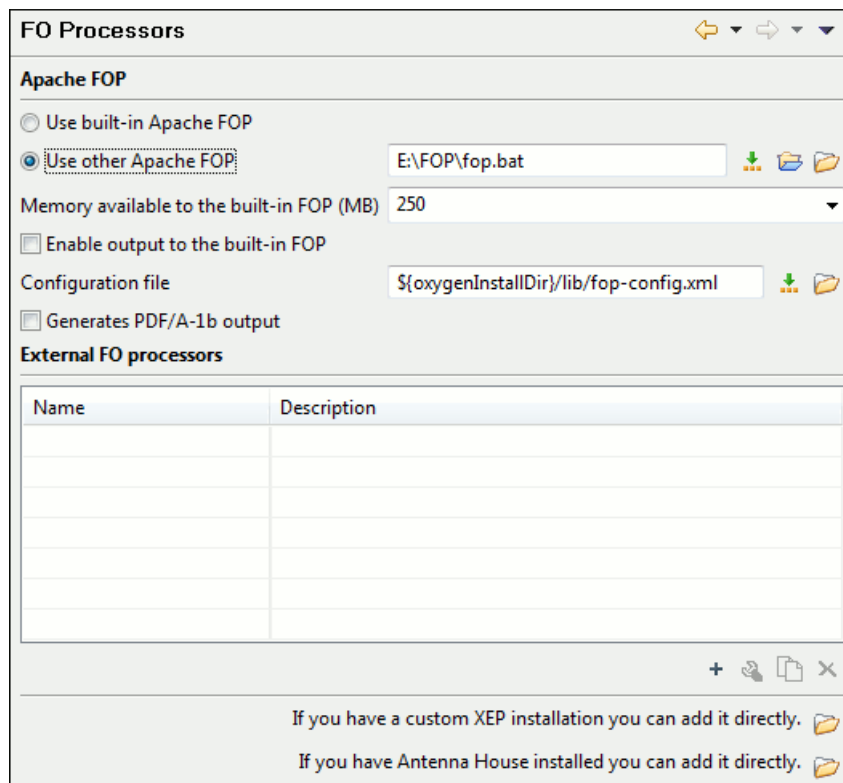 FO Processors
Apache FOP
Use built-in Apache FOP
Use other Apache FOP E:\FOP\fop.bat
Memory available to the built-in FOP (MB) 250
Enable output to the built-in FOP
Configuration file ${oxygenInstallDir}/lib/fop-config.xml
Generates PDF/A-1b output
External FO processors
Name Description
If you have a custom XEP installation you can add it directly.
If you have Antenna House installed you can add it directly.